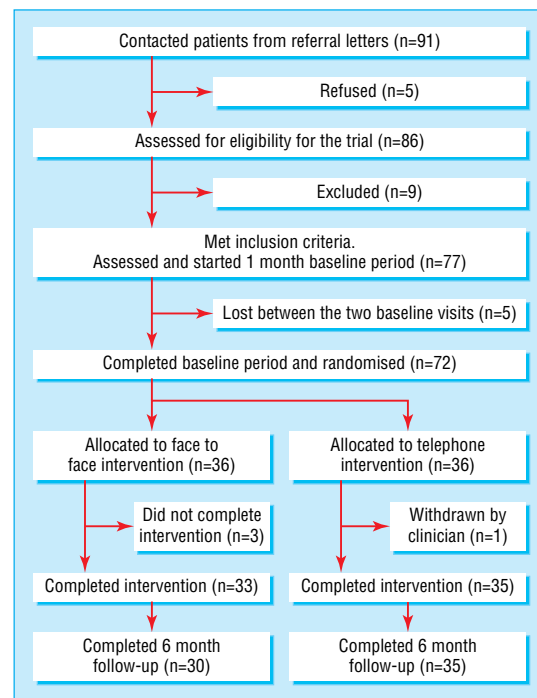 Contacted patients from referral letters (n=91)
Refused (n=5)
Assessed for eligibility for the trial (n=86)
Excluded (n=9)
Met inclusion criteria.
Assessed and started 1 month baseline period (n=77)
Lost between the two baseline visits (n=5)
Completed baseline period and randomised (n=72)
Allocated to face to
face intervention (n=36)
Allocated to telephone
intervention (n=36)
Did not complete
intervention (n=3)
Withdrawn by
clinician (n=1)
Completed intervention (n=33)
Completed intervention (n=35)
Completed 6 month
follow-up (n=30)
Completed 6 month
follow-up (n=35)